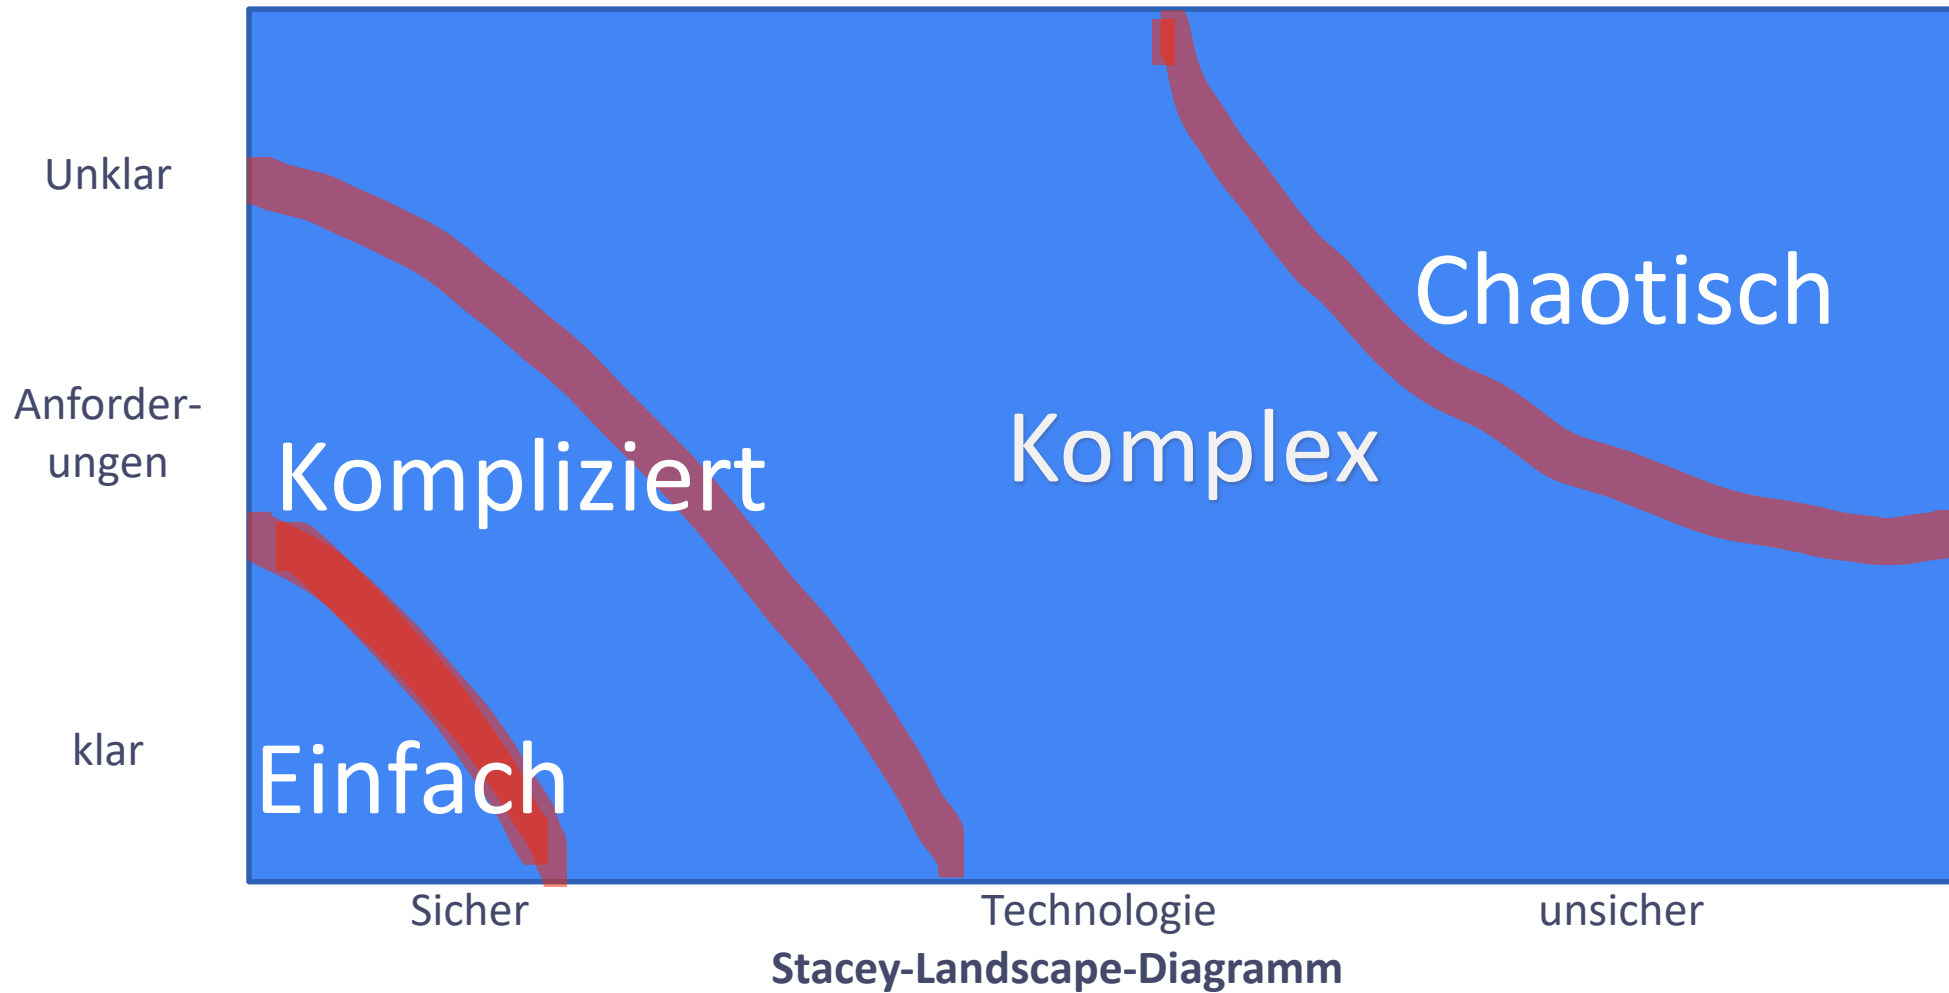 Unklar
Chaotisch
Anforder-
ungen
Kompliziert
Komplex
klar
Einfach
Sicher
Technologie
unsicher
Stacey-Landscape-Diagramm